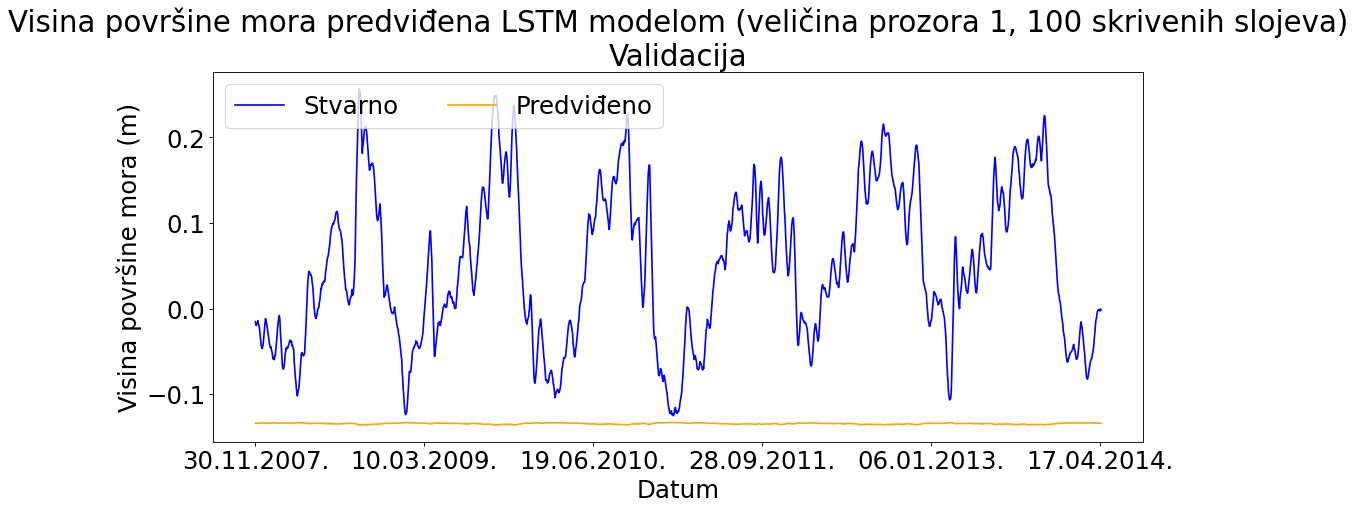 Visina površine mora predviđena LSTM modelom (veličina prozora 1, 100 skrivenih slojeva)
Validacija
Stvarno Predviđeno
Visina površine mora (m)
0.2
0.1
0.0
−0.1
30.11.2007. 10.03.2009. 19.06.2010. 28.09.2011. 06.01.2013. 17.04.2014.
Datum